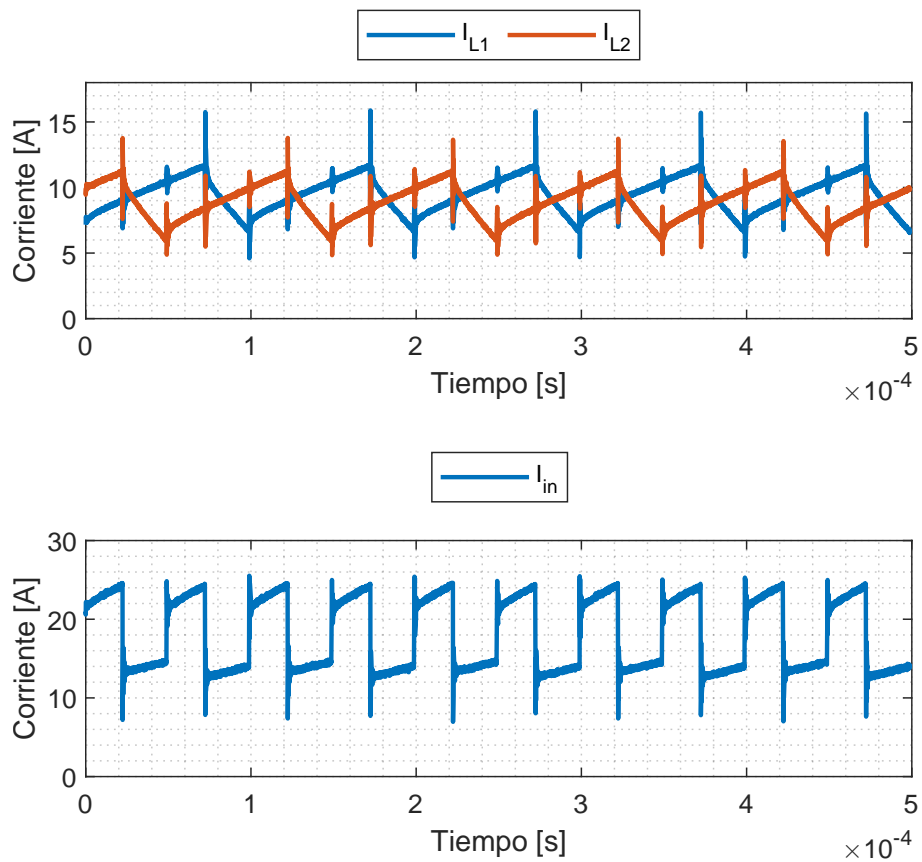 I_L1 I_L2
15
10
5
0
Corriente [A]
0 1 2 3 4 5
Tiempo [s]
×10^-4
I_in
30
20
10
0
Corriente [A]
0 1 2 3 4 5
Tiempo [s]
×10^-4